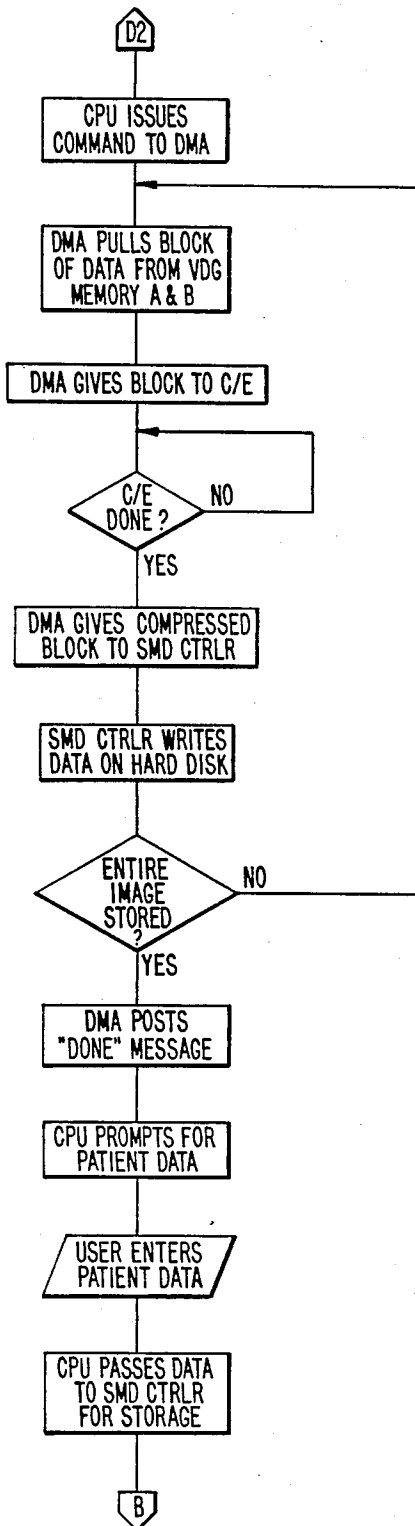 D2
CPU ISSUES
COMMAND TO DMA
DMA PULLS BLOCK
OF DATA FROM VDG
MEMORY A & B
DMA GIVES BLOCK TO C/E
C/E
DONE ?
NO
YES
DMA GIVES COMPRESSED
BLOCK TO SMD CTRLR
SMD CTRLR WRITES
DATA ON HARD DISK
ENTIRE
IMAGE
STORED
?
NO
YES
DMA POSTS
"DONE" MESSAGE
CPU PROMPTS FOR
PATIENT DATA
USER ENTERS
PATIENT DATA
CPU PASSES DATA
TO SMD CTRLR
FOR STORAGE
B